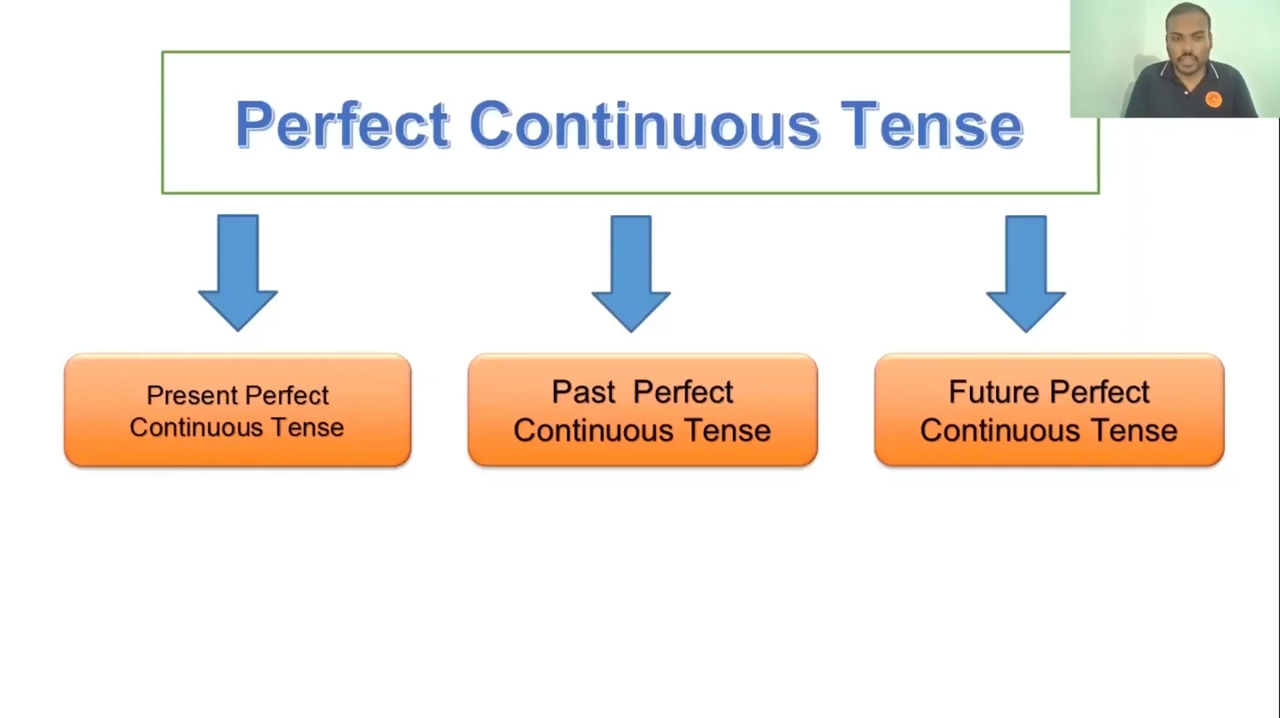 Perfect Continuous Tense
Present Perfect
Continuous Tense
Past Perfect
Continuous Tense
Future Perfect
Continuous Tense